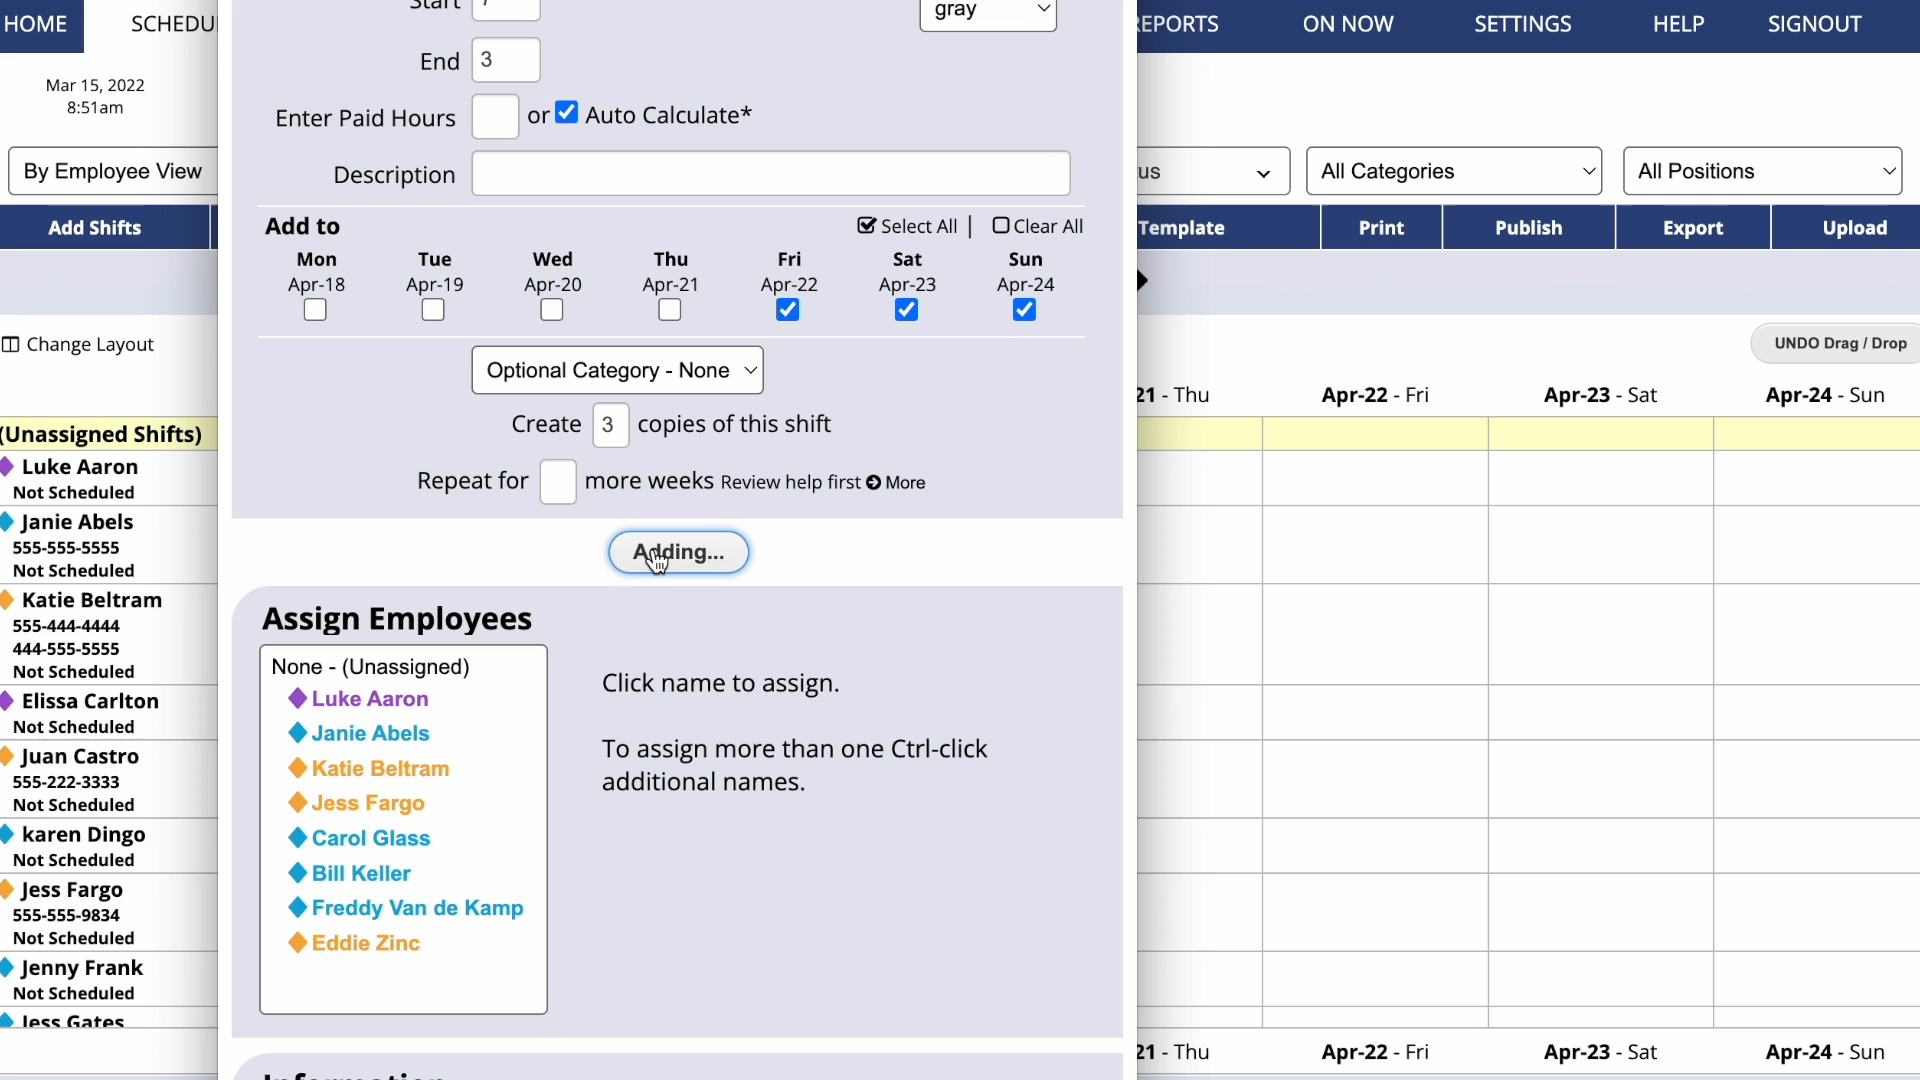 HOME
SCHEDU
Start
gray
REPORTS
ON NOW
SETTINGS
HELP
SIGNOUT
Mar 15, 2022
8:51am
End 3
Enter Paid Hours or Auto Calculate*
Description
By Employee View
us
All Categories
All Positions
Add Shifts
Template
Print
Publish
Export
Upload
Add to
Select All | Clear All
Mon Tue Wed Thu Fri Sat Sun
Apr-18 Apr-19 Apr-20 Apr-21 Apr-22 Apr-23 Apr-24
Change Layout
UNDO Drag / Drop
Optional Category - None
21 - Thu
Apr-22 - Fri
Apr-23 - Sat
Apr-24 - Sun
Create 3 copies of this shift
Repeat for more weeks Review help first More
Adding...
(Unassigned Shifts)
Luke Aaron
Not Scheduled
Janie Abels
555-555-5555
Not Scheduled
Katie Beltram
555-444-4444
444-555-5555
Not Scheduled
Elissa Carlton
Not Scheduled
Juan Castro
555-222-3333
Not Scheduled
karen Dingo
Not Scheduled
Jess Fargo
555-555-9834
Not Scheduled
Jenny Frank
Not Scheduled
Jess Gates
Assign Employees
None - (Unassigned)
Luke Aaron
Janie Abels
Katie Beltram
Jess Fargo
Carol Glass
Bill Keller
Freddy Van de Kamp
Eddie Zinc
Click name to assign.
To assign more than one Ctrl-click
additional names.
Information
21 - Thu
Apr-22 - Fri
Apr-23 - Sat
Apr-24 - Sun